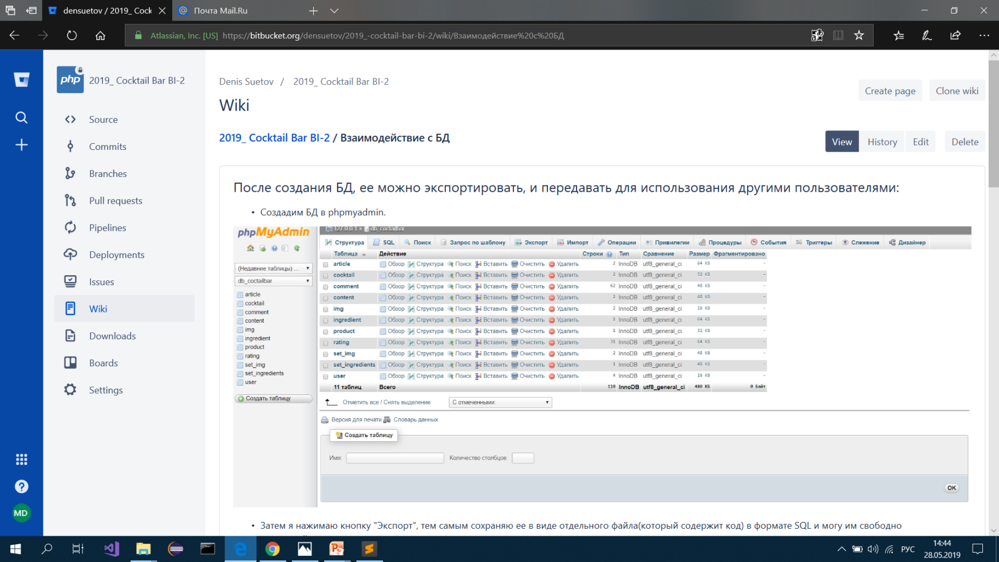 densuetov / 2019_ Cock
Почта Mail.Ru
Atlassian, Inc. [US] https://bitbucket.org/densuetov/2019_-cocktail-bar-bi-2/wiki/Взаимодействие%20с%20БД
php
2019_ Cocktail Bar BI-2
Source
Commits
Branches
Pull requests
Pipelines
Deployments
Issues
Wiki
Downloads
Boards
Settings
MD
Denis Suetov / 2019_ Cocktail Bar BI-2
Create page
Clone wiki
Wiki
2019_ Cocktail Bar BI-2 / Взаимодействие с БД
View
History
Edit
Delete
После создания БД, ее можно экспортировать, и передавать для использования другими пользователями:
• Создадим БД в phpmyadmin.
phpMyAdmin
(Недавние таблицы) ...
db_coctailbar
article
cocktail
comment
content
img
ingredient
product
rating
set_img
set_ingredients
user
Создать таблицу
127.0.0.1 » db_coctailbar
Структура SQL Поиск Запрос по шаблону Экспорт Импорт Операции Привилегии Процедуры События Триггеры Слежение Дизайнер
Таблица Действие Строки Тип Сравнение Размер Фрагментировано
article Обзор Структура Поиск Вставить Очистить Удалить 2 InnoDB utf8_general_ci 64 КБ -
cocktail Обзор Структура Поиск Вставить Очистить Удалить 2 InnoDB utf8_general_ci 32 КБ -
comment Обзор Структура Поиск Вставить Очистить Удалить 62 InnoDB utf8_general_ci 48 КБ -
content Обзор Структура Поиск Вставить Очистить Удалить 2 InnoDB utf8_general_ci 48 КБ -
img Обзор Структура Поиск Вставить Очистить Удалить 2 InnoDB utf8_general_ci 16 КБ -
ingredient Обзор Структура Поиск Вставить Очистить Удалить 1 InnoDB utf8_general_ci 64 КБ -
product Обзор Структура Поиск Вставить Очистить Удалить 1 InnoDB utf8_general_ci 32 КБ -
rating Обзор Структура Поиск Вставить Очистить Удалить 31 InnoDB utf8_general_ci 64 КБ -
set_img Обзор Структура Поиск Вставить Очистить Удалить 2 InnoDB utf8_general_ci 48 КБ -
set_ingredients Обзор Структура Поиск Вставить Очистить Удалить 1 InnoDB utf8_general_ci 48 КБ -
user Обзор Структура Поиск Вставить Очистить Удалить 4 InnoDB utf8_general_ci 16 КБ -
11 таблиц Всего 110 InnoDB utf8_general_ci 480 КБ 0 Байт
Отметить все / Снять выделение С отмеченными:
Версия для печати Словарь данных
Создать таблицу
Имя: Количество столбцов:
OK
• Затем я нажимаю кнопку "Экспорт", тем самым сохраняю ее в виде отдельного файла(который содержит код) в формате SQL и могу им свободно
РУС
14:44
28.05.2019